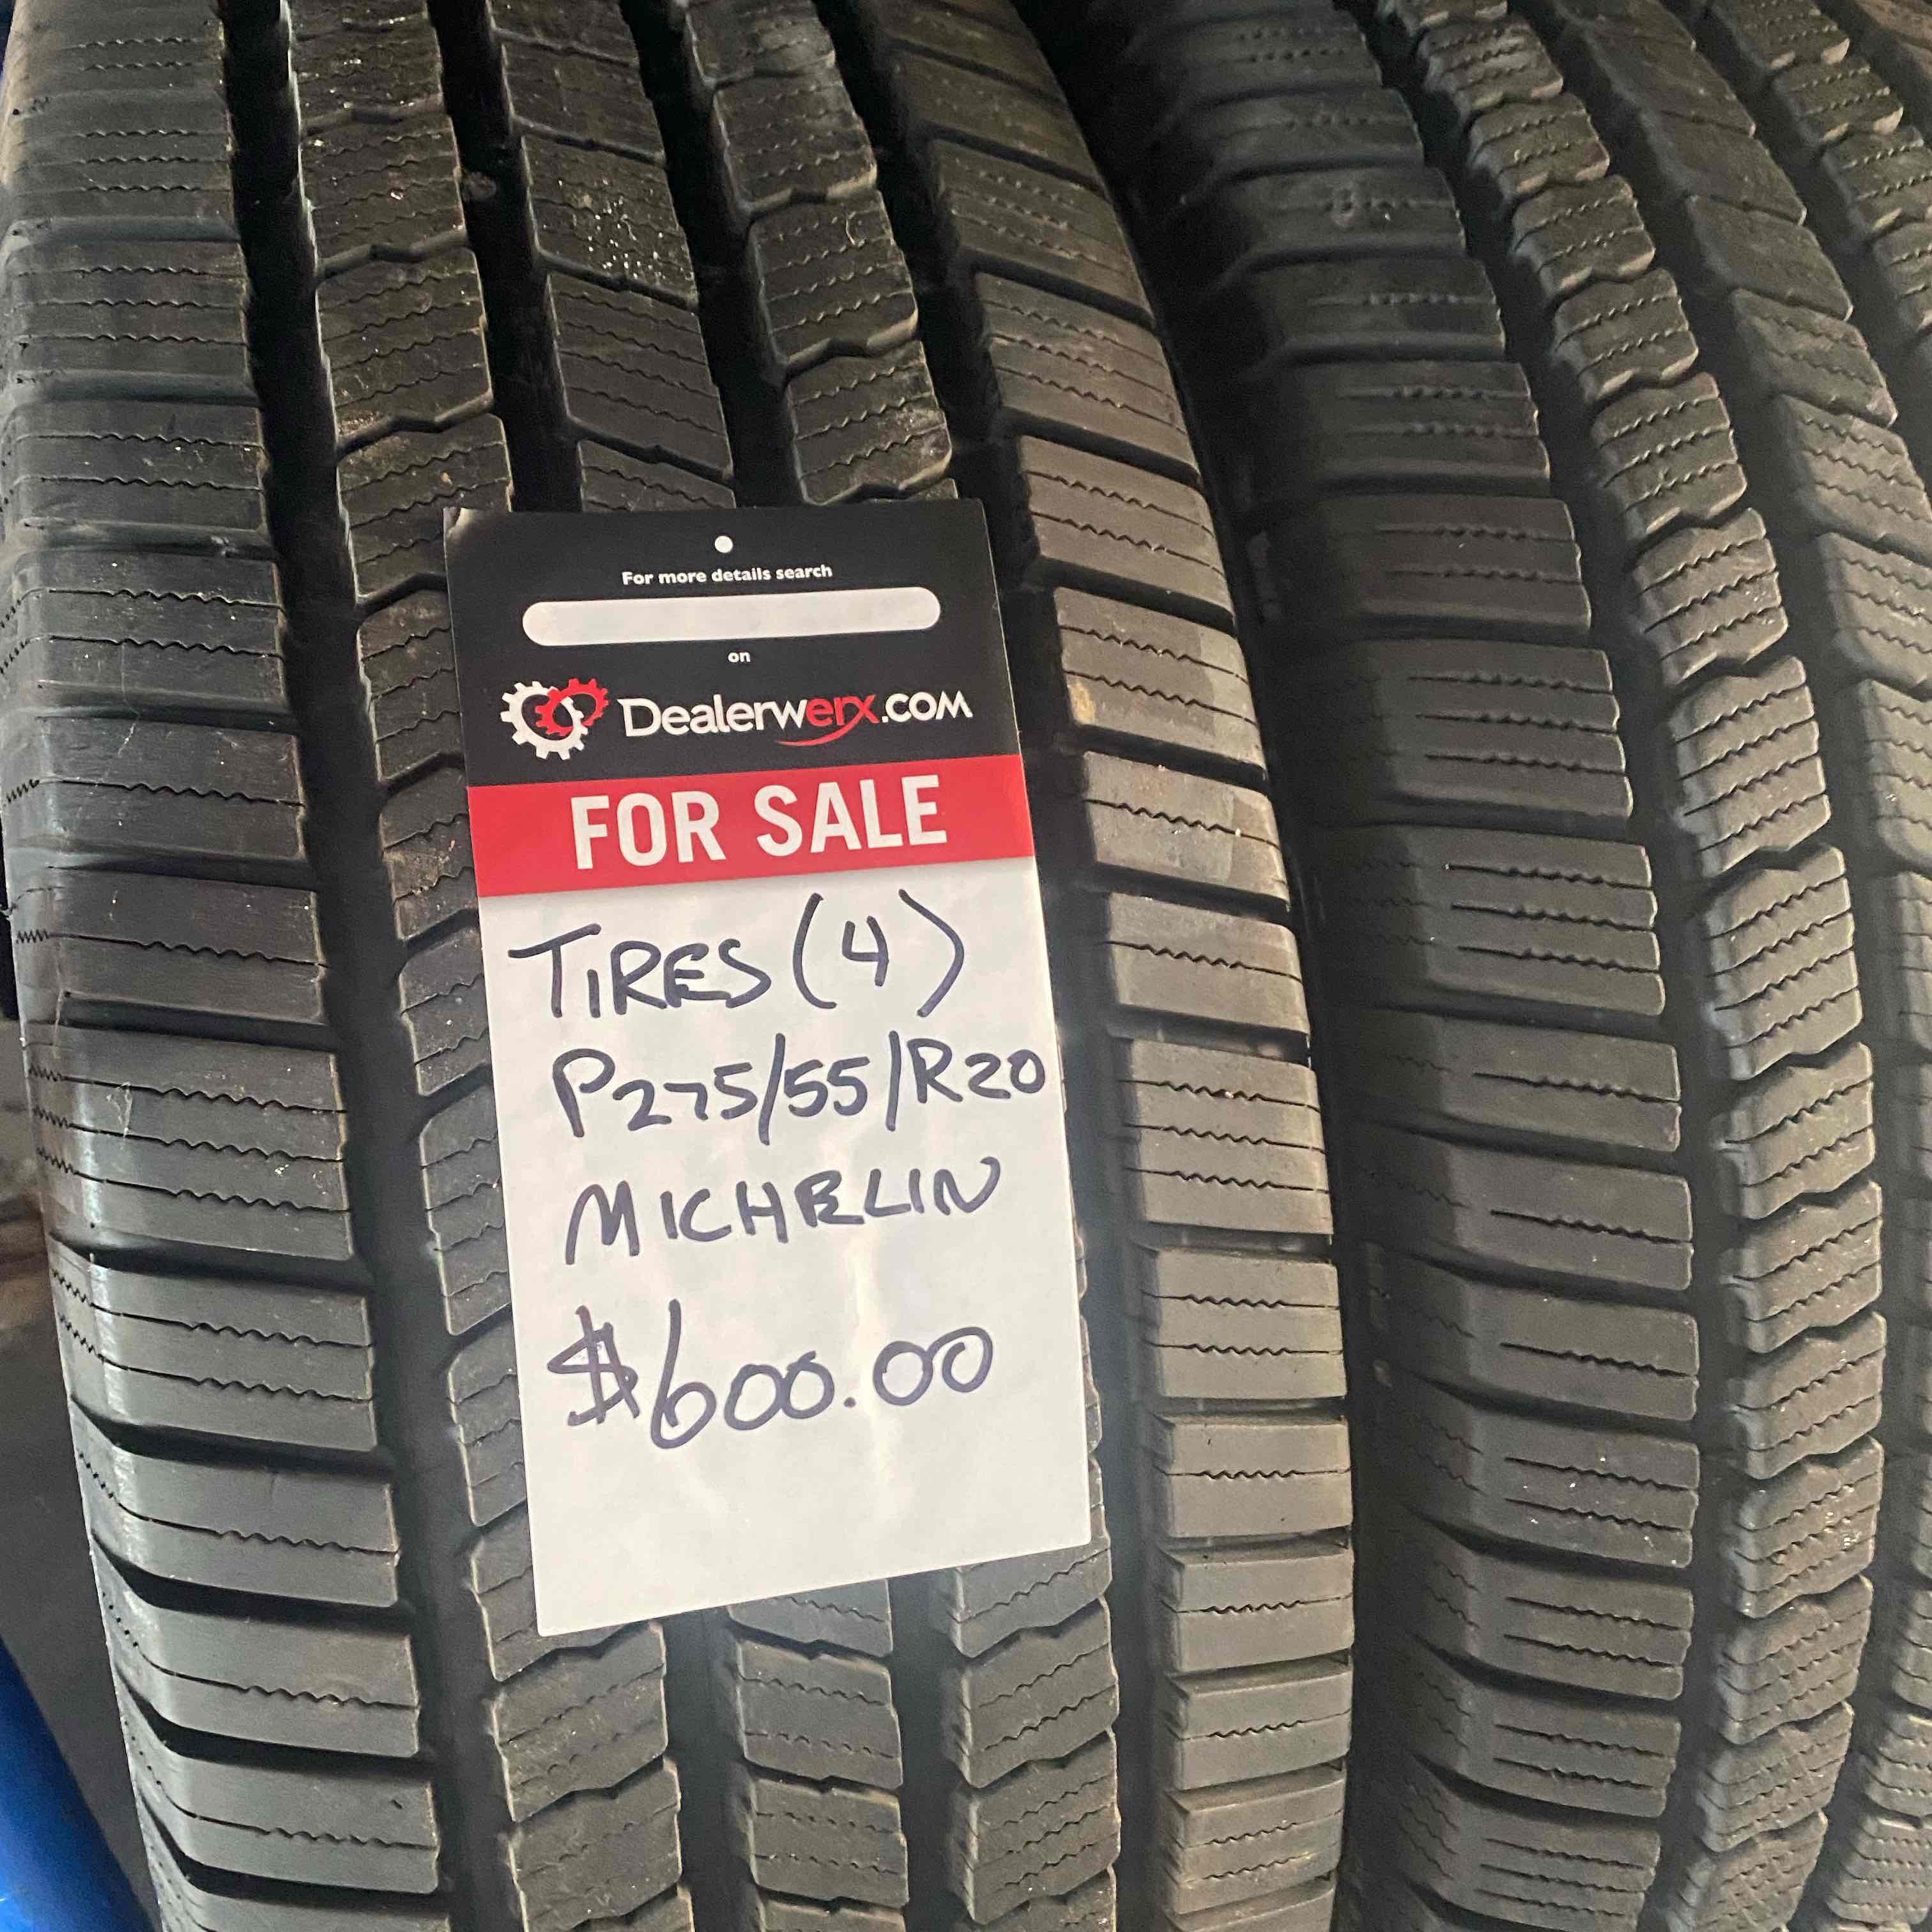 For more details search
on
Dealerwerx.COM
FOR SALE
TIRES (4)
P275/55/R20
MICHELIN
$600.00